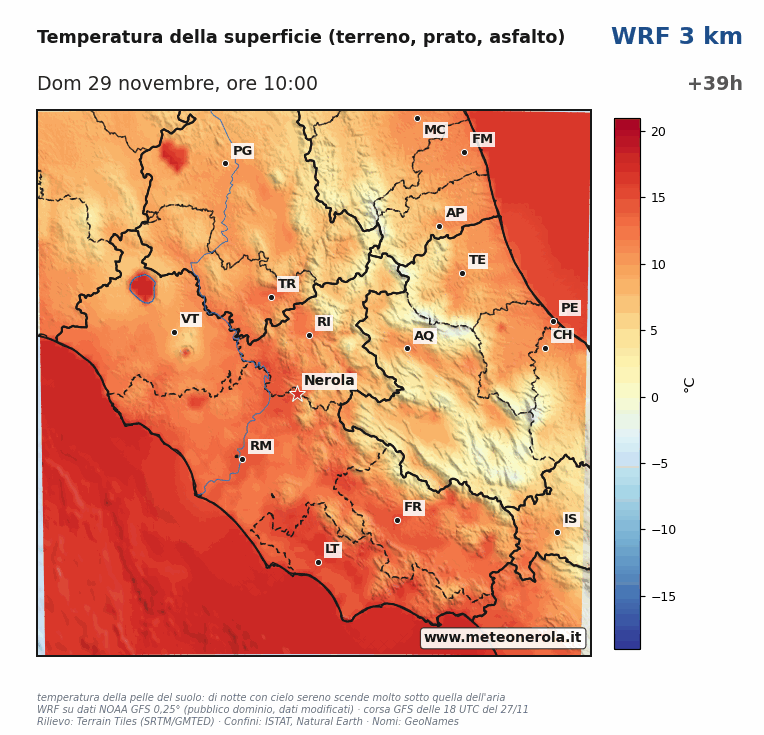 Temperatura della superficie (terreno, prato, asfalto)
WRF 3 km
Dom 29 novembre, ore 10:00
+39h
MC
FM
PG
AP
TE
TR
PE
VT
RI
AQ
CH
Nerola
RM
FR
IS
LT
www.meteonerola.it
20
15
10
5
0
−5
−10
−15
°C
temperatura della pelle del suolo: di notte con cielo sereno scende molto sotto quella dell'aria
WRF su dati NOAA GFS 0,25° (pubblico dominio, dati modificati) · corsa GFS delle 18 UTC del 27/11
Rilievo: Terrain Tiles (SRTM/GMTED) · Confini: ISTAT, Natural Earth · Nomi: GeoNames